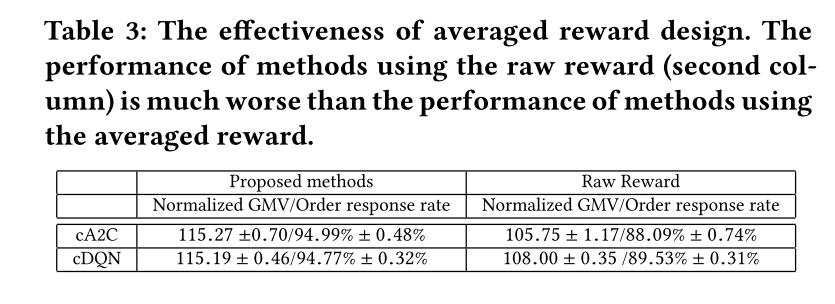 Table 3: The effectiveness of averaged reward design. The
performance of methods using the raw reward (second col-
umn) is much worse than the performance of methods using
the averaged reward.
Proposed methods Raw Reward
Normalized GMV/Order response rate Normalized GMV/Order response rate
cA2C 115.27 ±0.70/94.99% ± 0.48% 105.75 ± 1.17/88.09% ± 0.74%
cDQN 115.19 ± 0.46/94.77% ± 0.32% 108.00 ± 0.35 /89.53% ± 0.31%